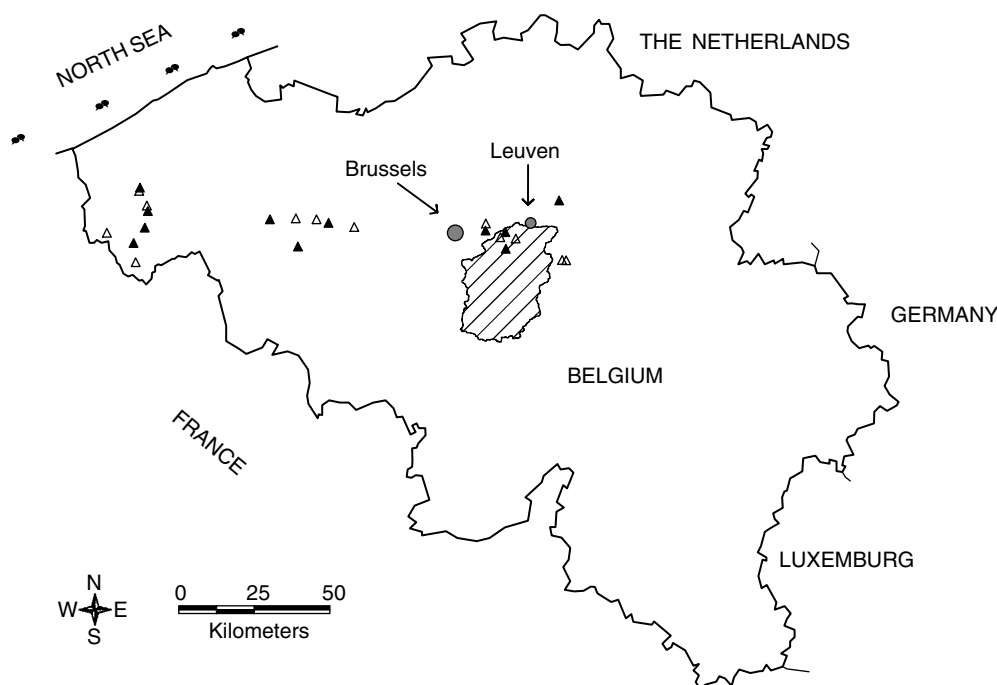 NORTH SEA
THE NETHERLANDS
Brussels
Leuven
GERMANY
BELGIUM
FRANCE
LUXEMBURG
N
W E
S
0 25 50
Kilometers